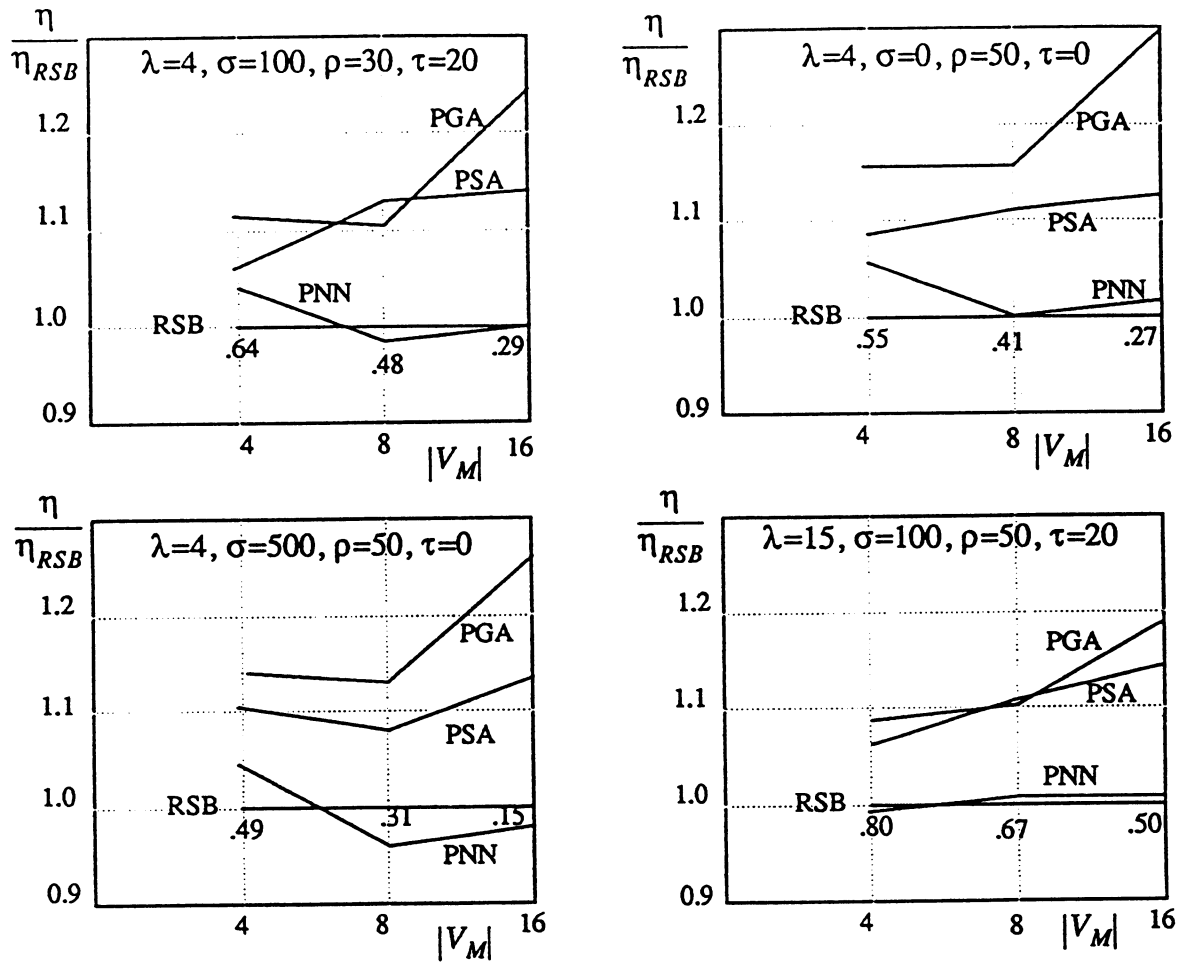 η
η_RSB
λ=4, σ=100, ρ=30, τ=20
1.2
PGA
PSA
1.1
PNN
1.0
RSB
.64
.48
.29
0.9
4
8
16
|V_M|
η
η_RSB
λ=4, σ=0, ρ=50, τ=0
1.2
PGA
1.1
PSA
PNN
1.0
RSB
.55
.41
.27
0.9
4
8
16
|V_M|
η
η_RSB
λ=4, σ=500, ρ=50, τ=0
1.2
PGA
1.1
PSA
1.0
RSB
.49
.31
.15
PNN
0.9
4
8
16
|V_M|
η
η_RSB
λ=15, σ=100, ρ=50, τ=20
1.2
PGA
PSA
1.1
PNN
1.0
RSB
.80
.67
.50
0.9
4
8
16
|V_M|